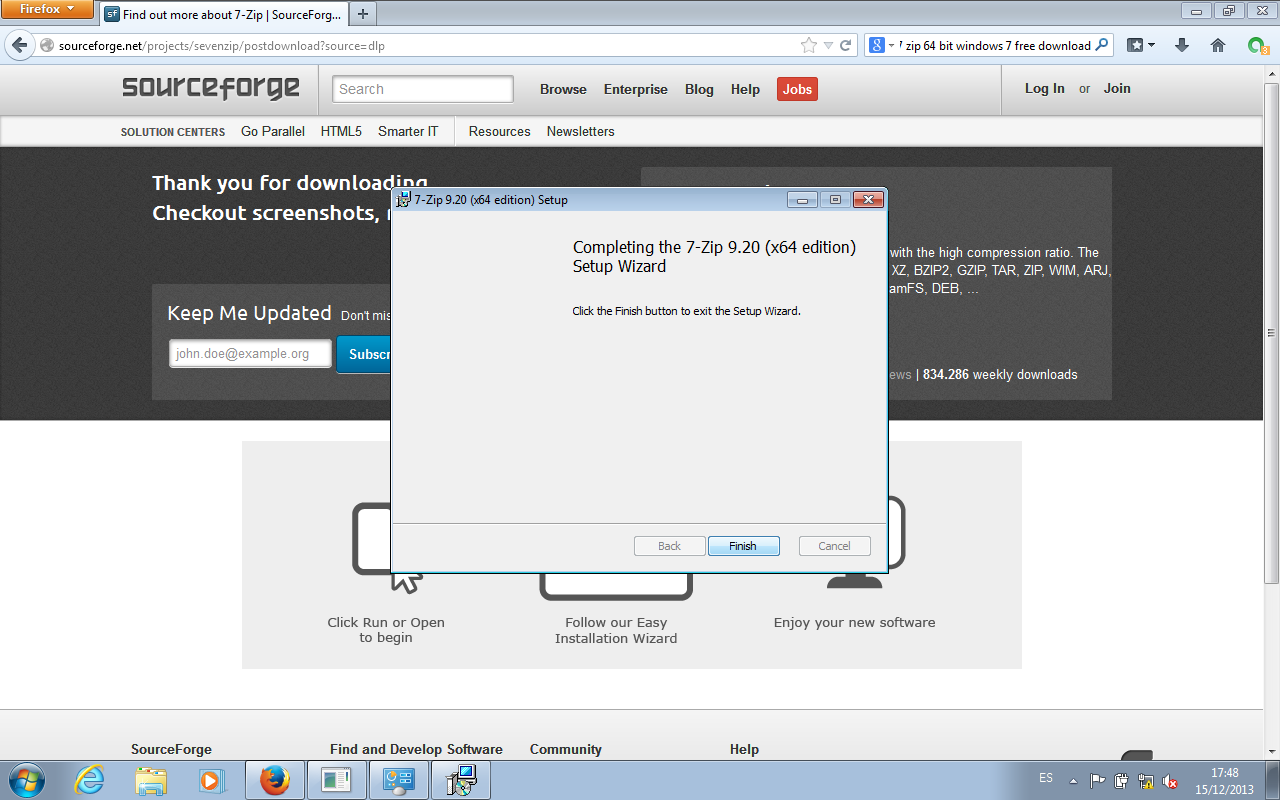 Firefox
Find out more about 7-Zip | SourceForg...
sourceforge.net/projects/sevenzip/postdownload?source=dlp
zip 64 bit windows 7 free download
3
sourceforge
Search
Browse
Enterprise
Blog
Help
Jobs
Log In or Join
SOLUTION CENTERS
Go Parallel
HTML5
Smarter IT
Resources
Newsletters
Thank you for downloading
Checkout screenshots,
7-Zip 9.20 (x64 edition) Setup
Completing the 7-Zip 9.20 (x64 edition)
Setup Wizard
Click the Finish button to exit the Setup Wizard.
Back
Finish
Cancel
with the high compression ratio. The
XZ, BZIP2, GZIP, TAR, ZIP, WIM, ARJ,
amFS, DEB, ...
ews | 834.286 weekly downloads
Keep Me Updated Don't mis
john.doe@example.org
Subscr
Click Run or Open
to begin
Follow our Easy
Installation Wizard
Enjoy your new software
SourceForge
Find and Develop Software
Community
Help
ES
17:48
15/12/2013